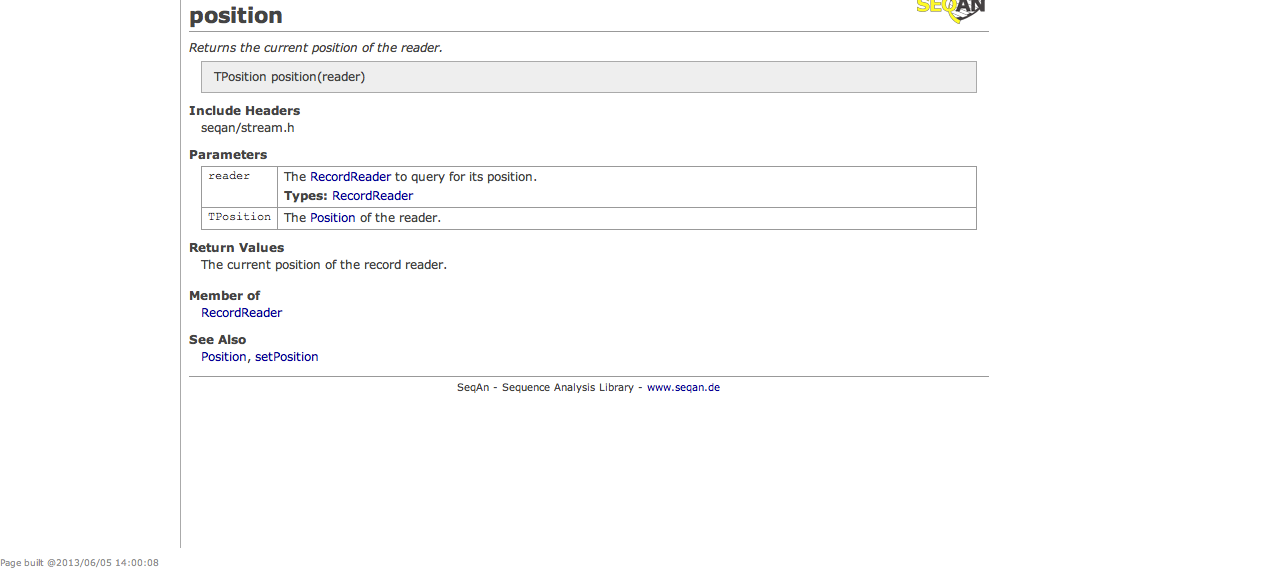 position
SEQAN
Returns the current position of the reader.
TPosition position(reader)
Include Headers
seqan/stream.h
Parameters
reader The RecordReader to query for its position.
Types: RecordReader
TPosition The Position of the reader.
Return Values
The current position of the record reader.
Member of
RecordReader
See Also
Position, setPosition
SeqAn - Sequence Analysis Library - www.seqan.de
Page built @2013/06/05 14:00:08